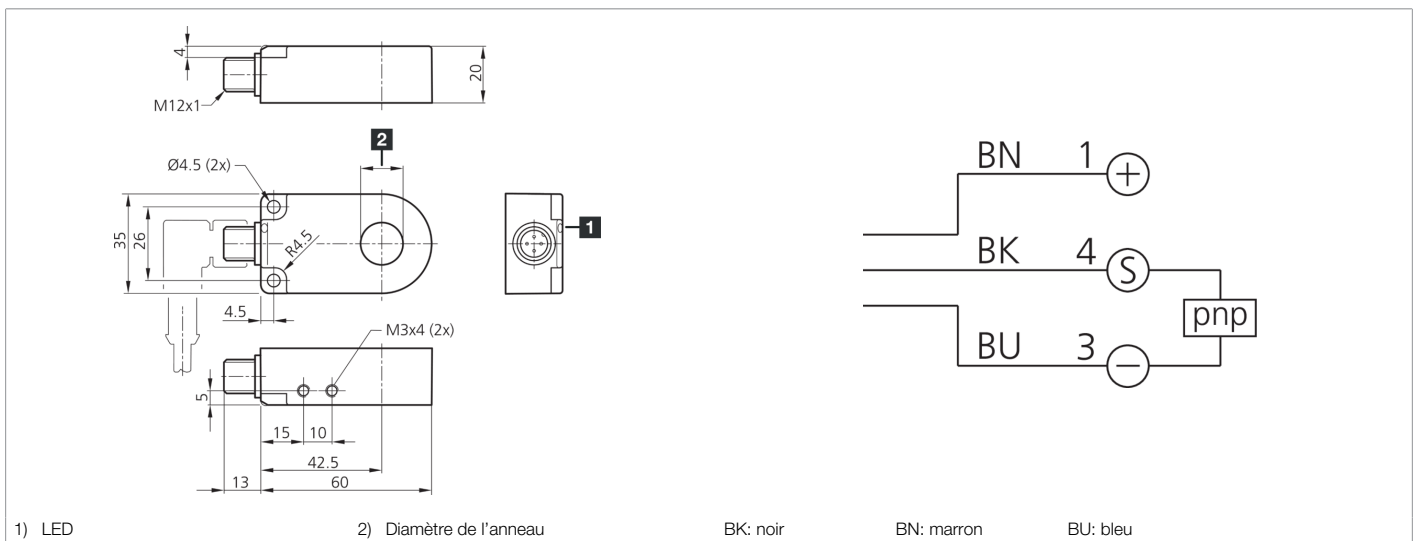 4
20
M12x1
2
Ø4.5 (2x)
35
26
R4.5
1
4.5
M3x4 (2x)
5
15
10
42.5
13
60
BN 1
+
BK 4
S
pnp
BU 3
−
1) LED
2) Diamètre de l'anneau
BK: noir
BN: marron
BU: bleu